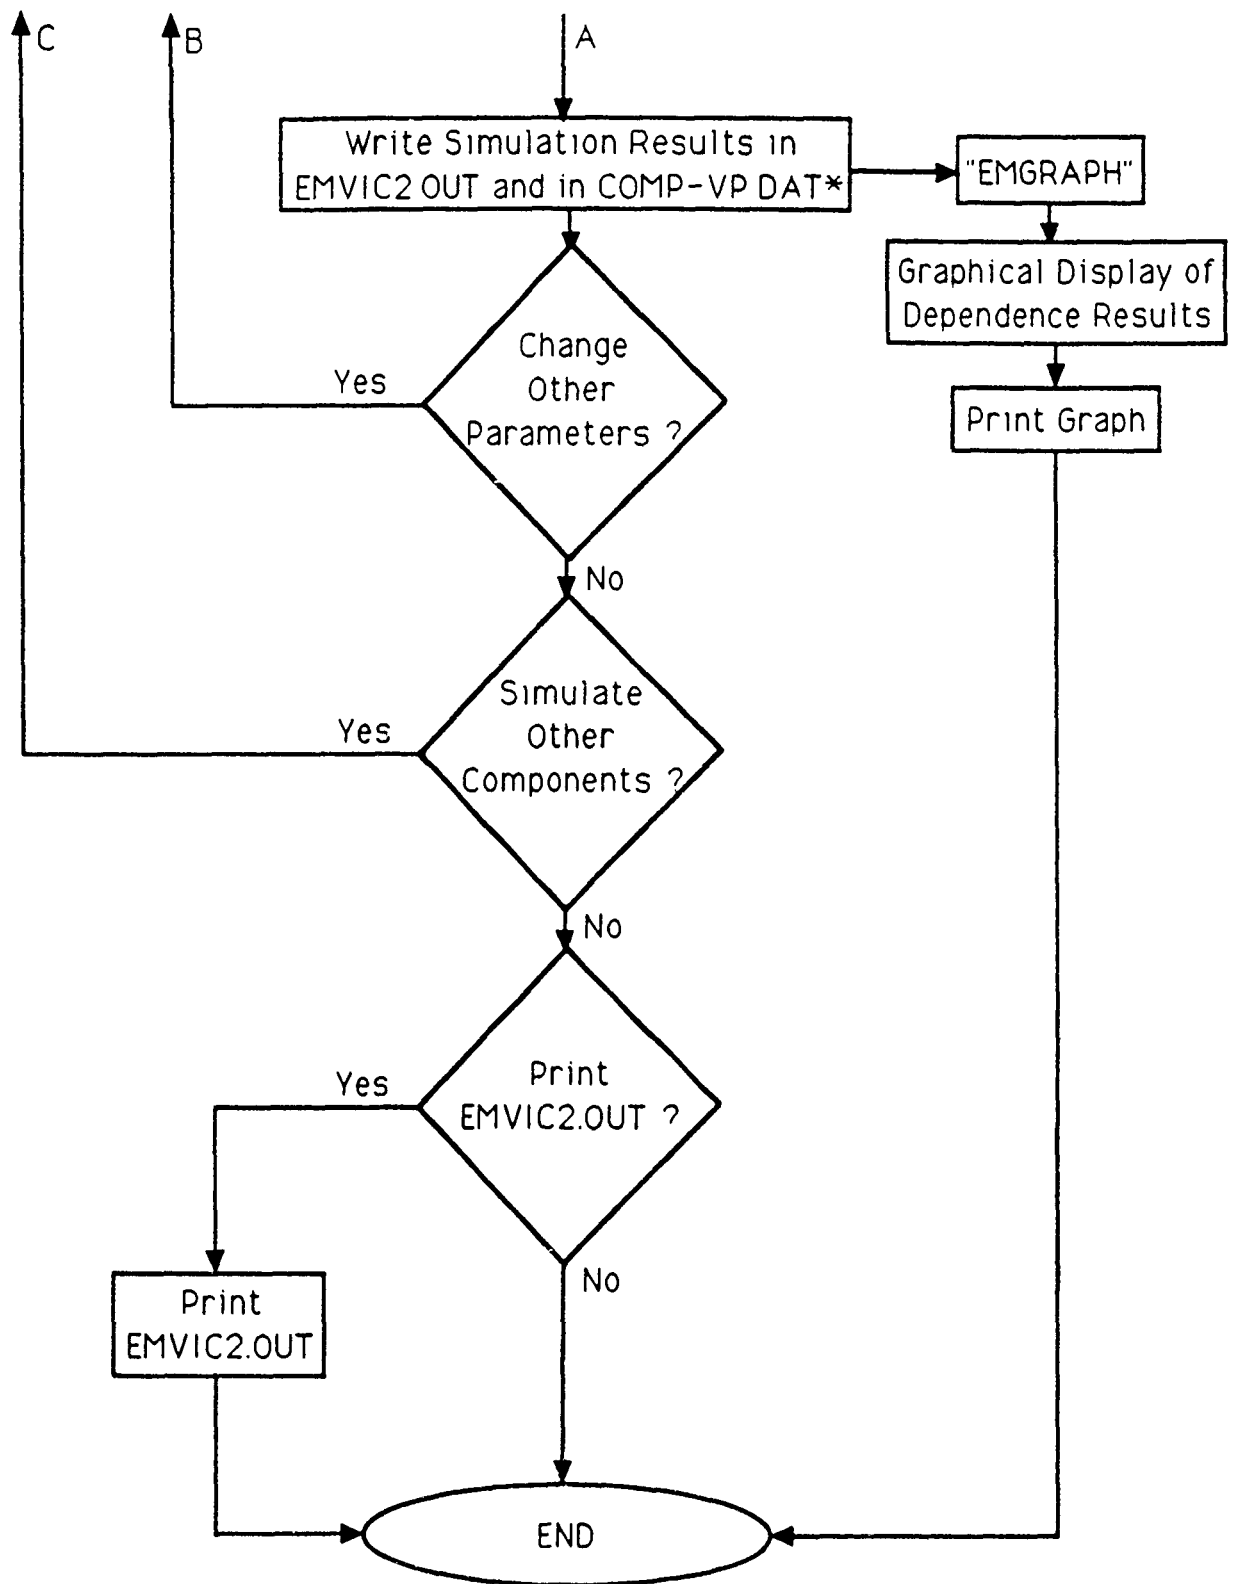 C
B
A
Write Simulation Results in
EMVIC2 OUT and in COMP-VP DAT*
"EMGRAPH"
Graphical Display of
Dependence Results
Print Graph
Change
Other
Parameters ?
Yes
No
Simulate
Other
Components ?
Yes
No
Print
EMVIC2.OUT ?
Yes
No
Print
EMVIC2.OUT
END